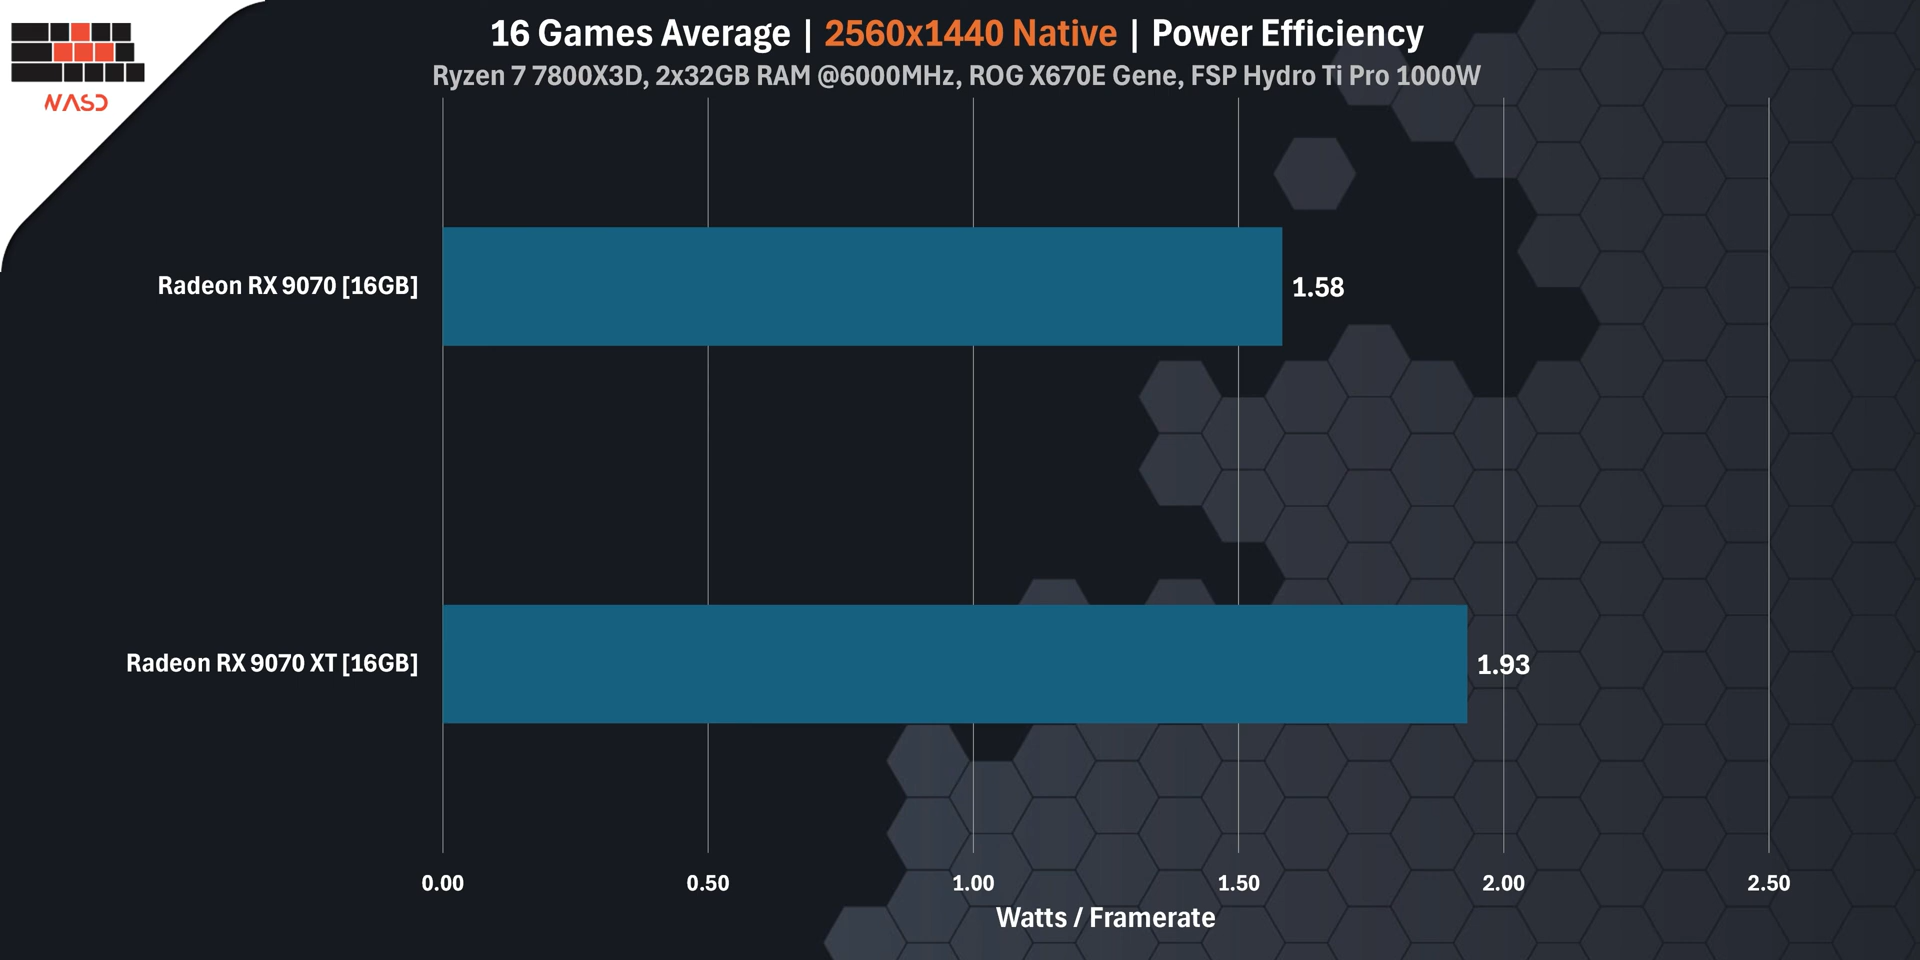 WASD
16 Games Average | 2560x1440 Native | Power Efficiency
Ryzen 7 7800X3D, 2x32GB RAM @6000MHz, ROG X670E Gene, FSP Hydro Ti Pro 1000W
Radeon RX 9070 [16GB]
1.58
Radeon RX 9070 XT [16GB]
1.93
0.00 0.50 1.00 1.50 2.00 2.50
Watts / Framerate